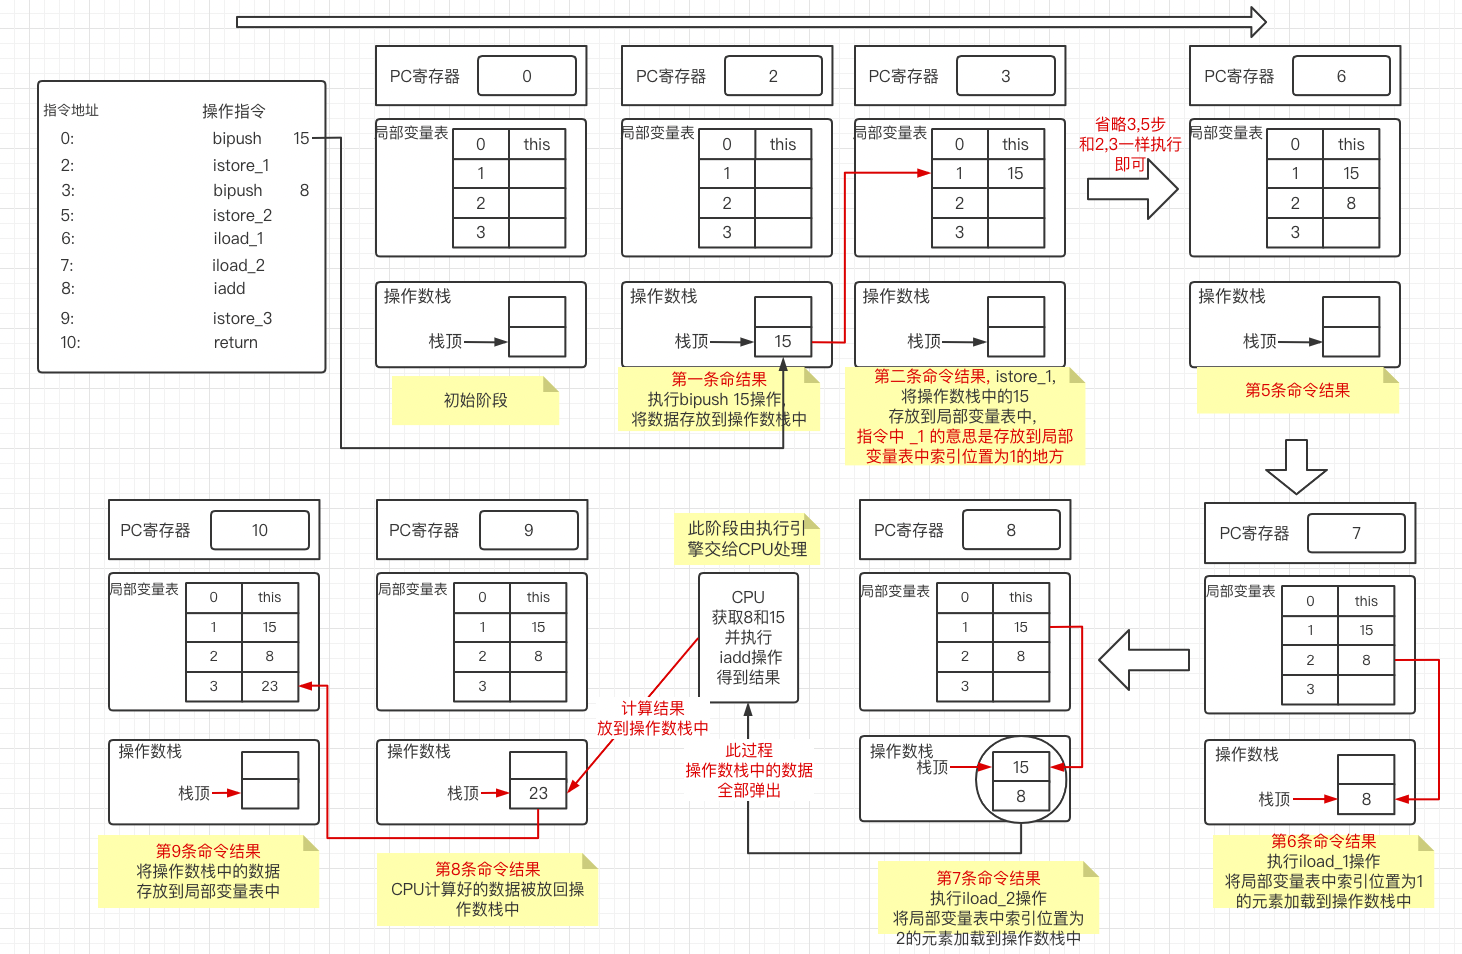 指令地址 操作指令
0: bipush 15
2: istore_1
3: bipush 8
5: istore_2
6: iload_1
7: iload_2
8: iadd
9: istore_3
10: return
PC寄存器 0
局部变量表
0 this
1
2
3
操作数栈
栈顶
初始阶段
PC寄存器 2
局部变量表
0 this
1
2
3
操作数栈
栈顶 15
第一条命结果
执行bipush 15操作,
将数据存放到操作数栈中
PC寄存器 3
局部变量表
0 this
1 15
2
3
操作数栈
栈顶
第二条命令结果, istore_1,
将操作数栈中的15
存放到局部变量表中,
指令中 _1 的意思是存放到局部
变量表中索引位置为1的地方
省略3,5步
和2,3一样执行
即可
PC寄存器 6
局部变量表
0 this
1 15
2 8
3
操作数栈
栈顶
第5条命令结果
PC寄存器 7
局部变量表
0 this
1 15
2 8
3
操作数栈
栈顶 8
第6条命令结果
执行iload_1操作
将局部变量表中索引位置为1
的元素加载到操作数栈中
PC寄存器 8
局部变量表
0 this
1 15
2 8
3
操作数栈
栈顶 15
8
第7条命令结果
执行iload_2操作
将局部变量表中索引位置为
2的元素加载到操作数栈中
此阶段由执行引
擎交给CPU处理
CPU
获取8和15
并执行
iadd操作
得到结果
此过程
操作数栈中的数据
全部弹出
计算结果
放到操作数栈中
PC寄存器 9
局部变量表
0 this
1 15
2 8
3
操作数栈
栈顶 23
第8条命令结果
CPU计算好的数据被放回操
作数栈中
PC寄存器 10
局部变量表
0 this
1 15
2 8
3 23
操作数栈
栈顶
第9条命令结果
将操作数栈中的数据
存放到局部变量表中